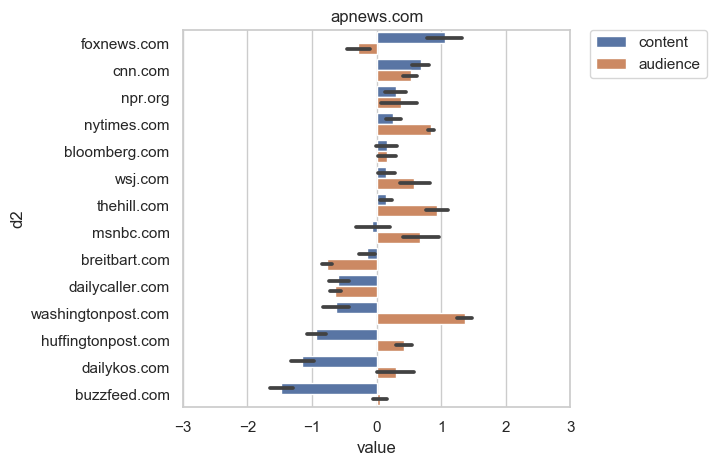 apnews.com
foxnews.com
cnn.com
npr.org
nytimes.com
bloomberg.com
wsj.com
thehill.com
msnbc.com
breitbart.com
dailycaller.com
washingtonpost.com
huffingtonpost.com
dailykos.com
buzzfeed.com
d2
−3 −2 −1 0 1 2 3
value
content
audience